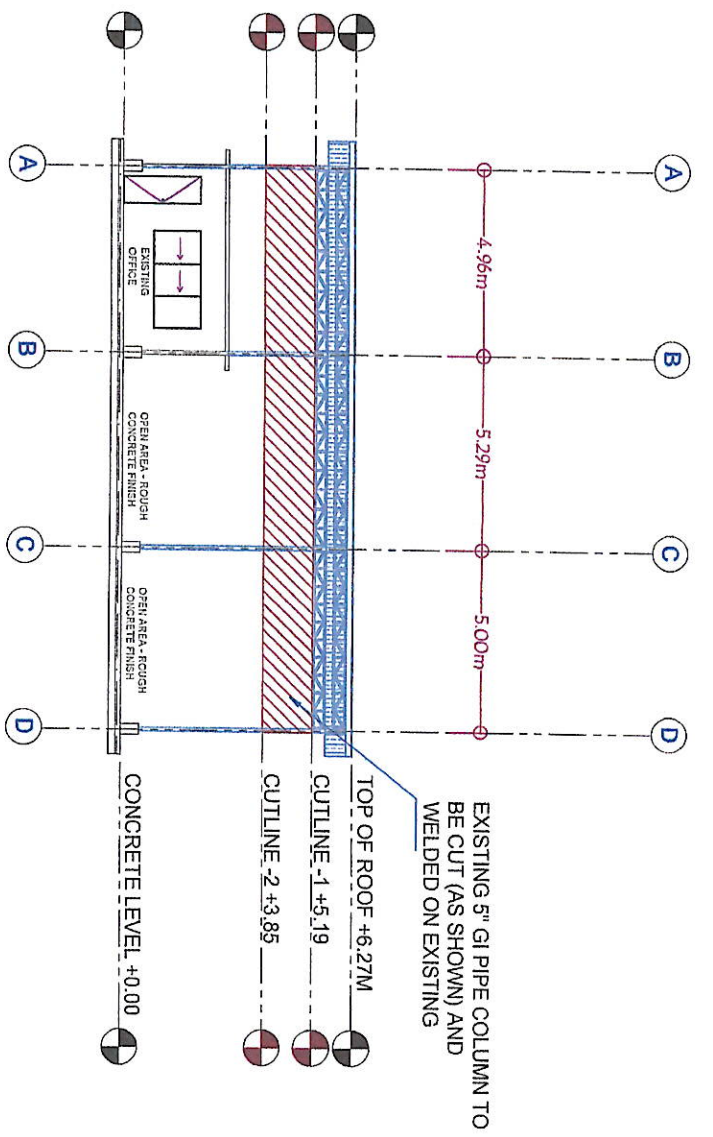 A
B
C
D
4.96m
5.29m
5.00m
EXISTING 5" GI PIPE COLUMN TO
BE CUT (AS SHOWN) AND
WELDED ON EXISTING
TOP OF ROOF +6.27M
CUTLINE -1 +5.19
CUTLINE -2 +3.85
CONCRETE LEVEL +0.00
EXISTING
OFFICE
OPEN AREA - ROUGH
CONCRETE FINISH
OPEN AREA - ROUGH
CONCRETE FINISH
A
B
C
D